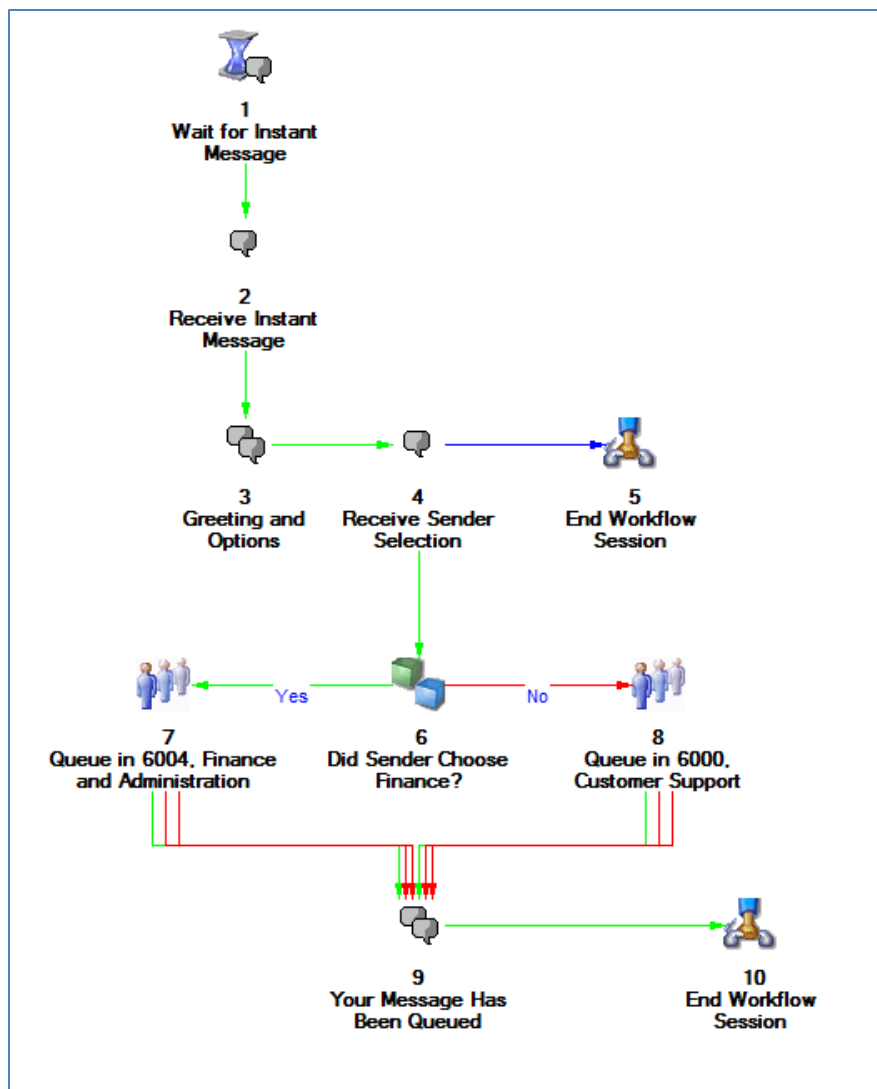 1
Wait for Instant
Message
2
Receive Instant
Message
3
Greeting and
Options
4
Receive Sender
Selection
5
End Workflow
Session
Yes
No
7
Queue in 6004, Finance
and Administration
6
Did Sender Choose
Finance?
8
Queue in 6000,
Customer Support
9
Your Message Has
Been Queued
10
End Workflow
Session